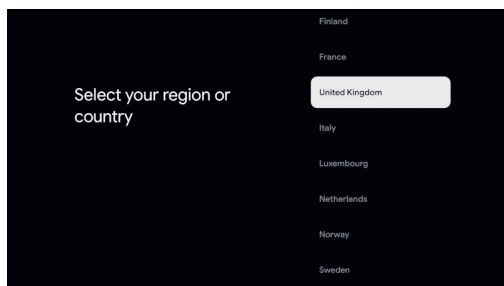 Select your region or
country
Finland
France
United Kingdom
Italy
Luxembourg
Netherlands
Norway
Sweden